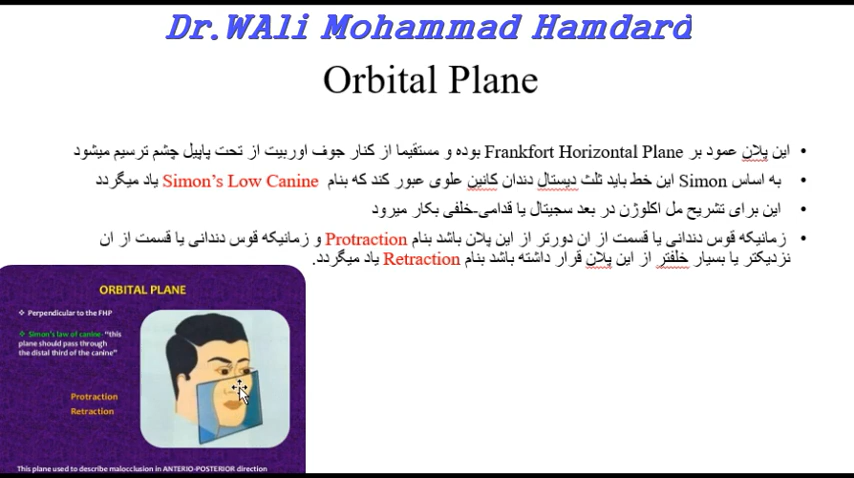 Dr.WAli Mohammad Hamdard
Orbital Plane
• این پلان عمود بر Frankfort Horizontal Plane بوده و مستقیما از کنار جوف اوربیت از تحت پاپیل چشم ترسیم میشود
• به اساس Simon این خط باید ثلث دیستال دندان کانین علوی عبور کند که بنام Simon's Low Canine یاد میگردد
• این برای تشریح مل اکلوژن در بعد سجیتال یا قدامی-خلفی بکار میرود
• زمانیکه قوس دندانی یا قسمت از ان دورتر از این پلان باشد بنام Protraction و زمانیکه قوس دندانی یا قسمت از ان
نزدیکتر یا بسیار خلفتر از این پلان قرار داشته باشد بنام Retraction یاد میگردد.
ORBITAL PLANE
❖ Perpendicular to the FHP
❖ Simon's law of canine- "this
plane should pass through
the distal third of the canine"
Protraction
Retraction
This plane used to describe malocclusion in ANTERIO-POSTERIOR direction